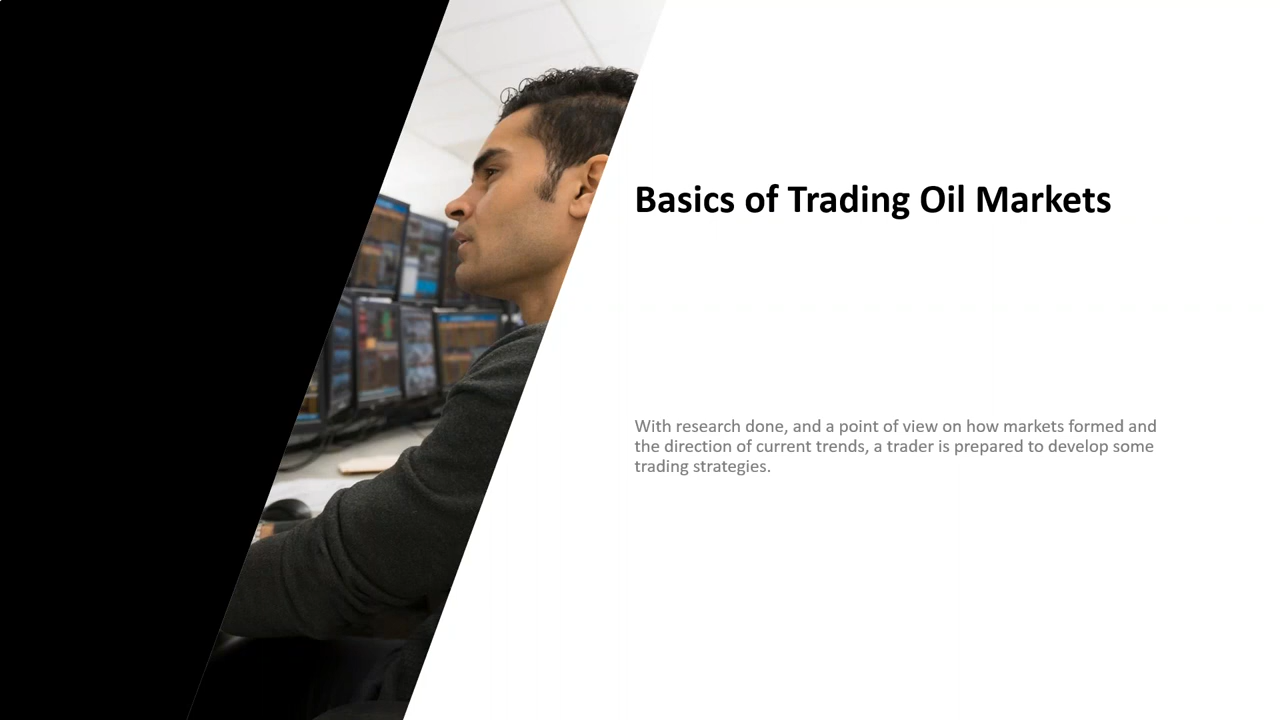 Basics of Trading Oil Markets
With research done, and a point of view on how markets formed and
the direction of current trends, a trader is prepared to develop some
trading strategies.